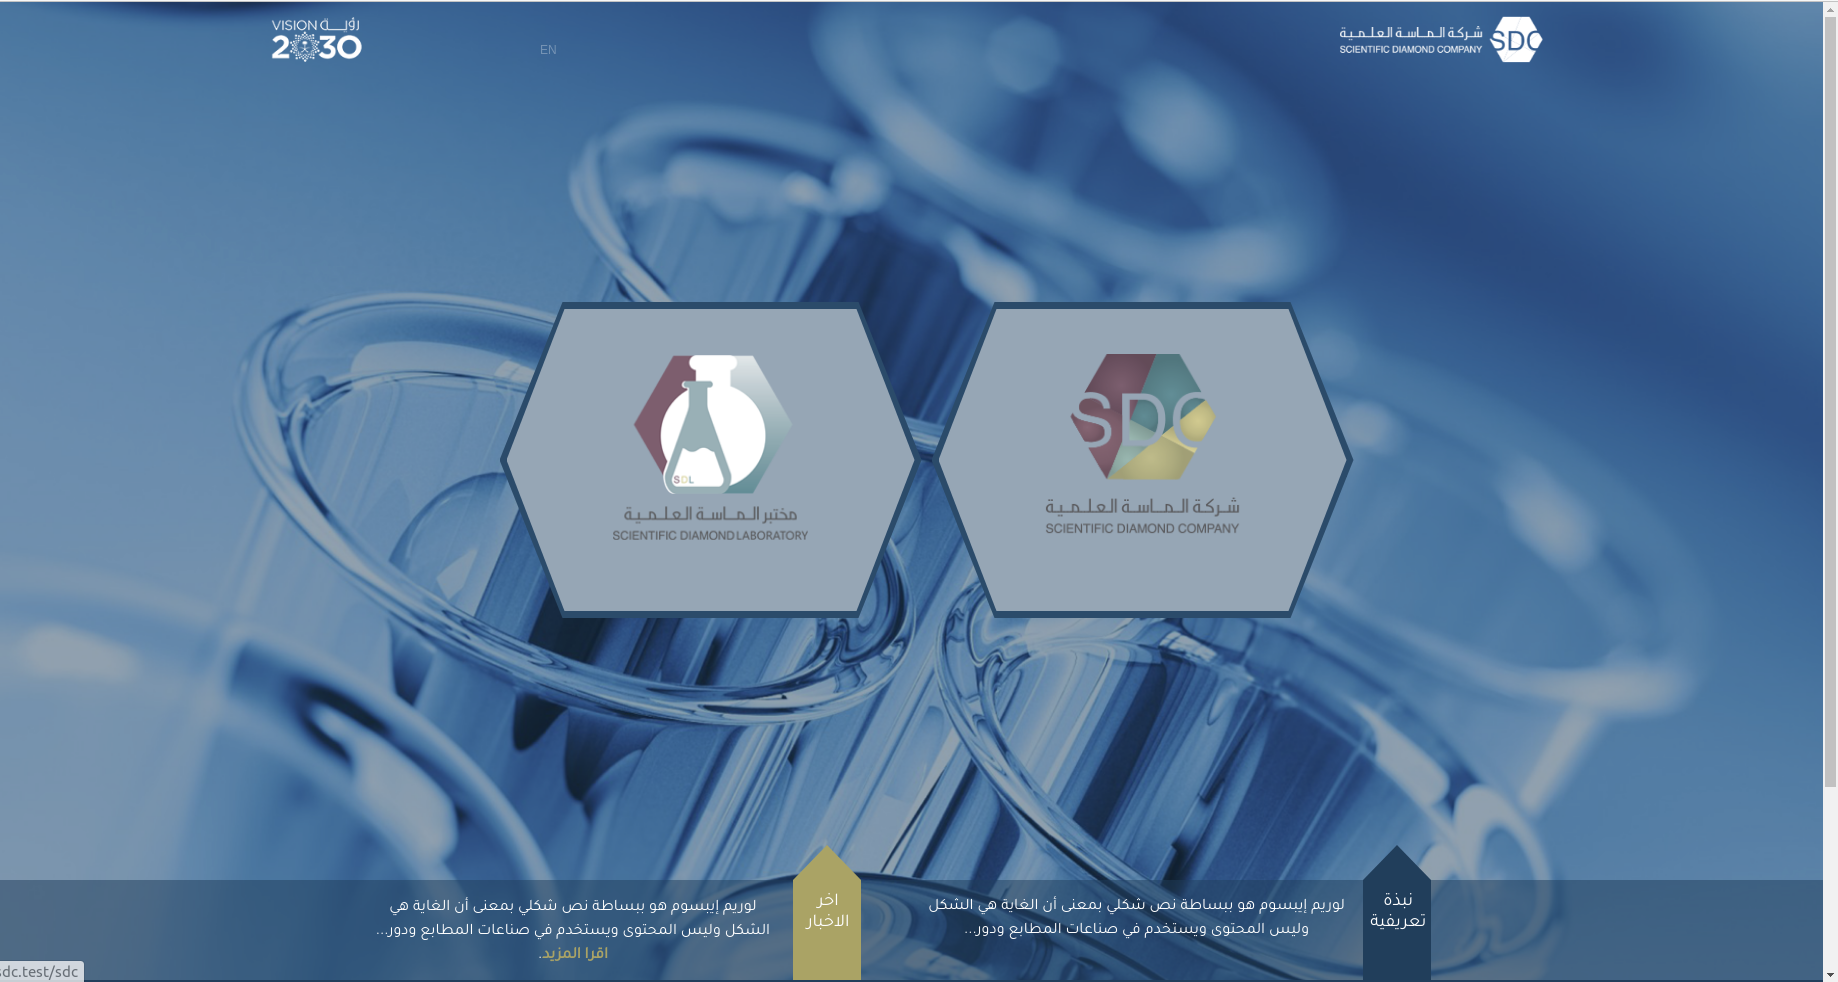 شركة الماسة العلمية
SCIENTIFIC DIAMOND COMPANY
SDC
EN
VISION رؤية
2030
SDC
شركة الماسة العلمية
SCIENTIFIC DIAMOND COMPANY
SDL
مختبر الماسة العلمية
SCIENTIFIC DIAMOND LABORATORY
نبذة
تعريفية
لوريم إيبسوم هو ببساطة نص شكلي بمعنى أن الغاية هي الشكل
وليس المحتوى ويستخدم في صناعات المطابع ودور...
اخر
الاخبار
لوريم إيبسوم هو ببساطة نص شكلي بمعنى أن الغاية هي
الشكل وليس المحتوى ويستخدم في صناعات المطابع ودور...
اقرا المزيد.
sdc.test/sdc